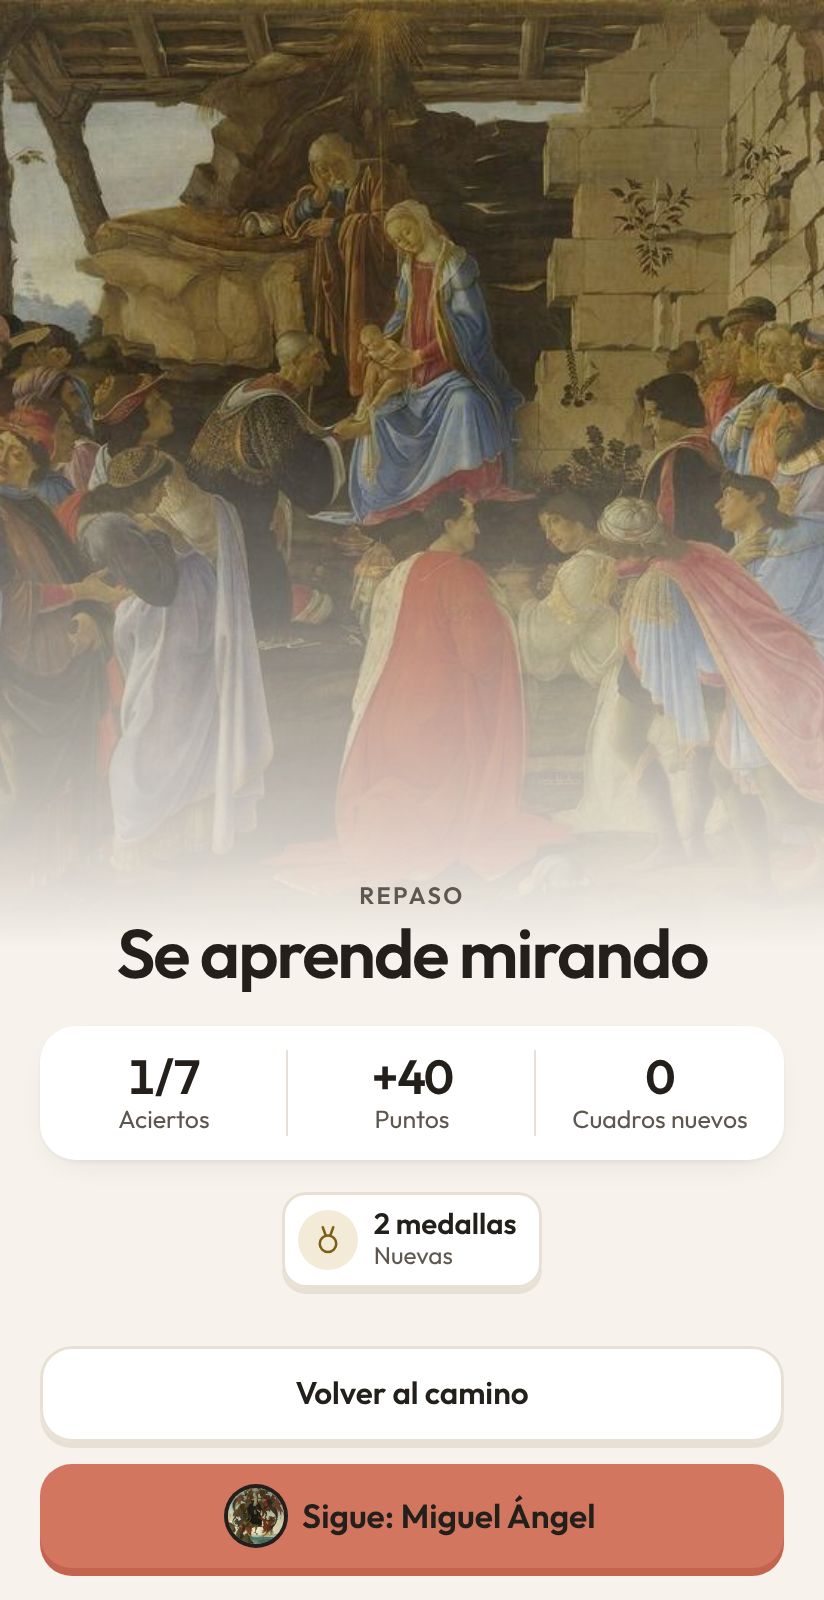 REPASO
Se aprende mirando
1/7
Aciertos
+40
Puntos
0
Cuadros nuevos
2 medallas
Nuevas
Volver al camino
Sigue: Miguel Ángel